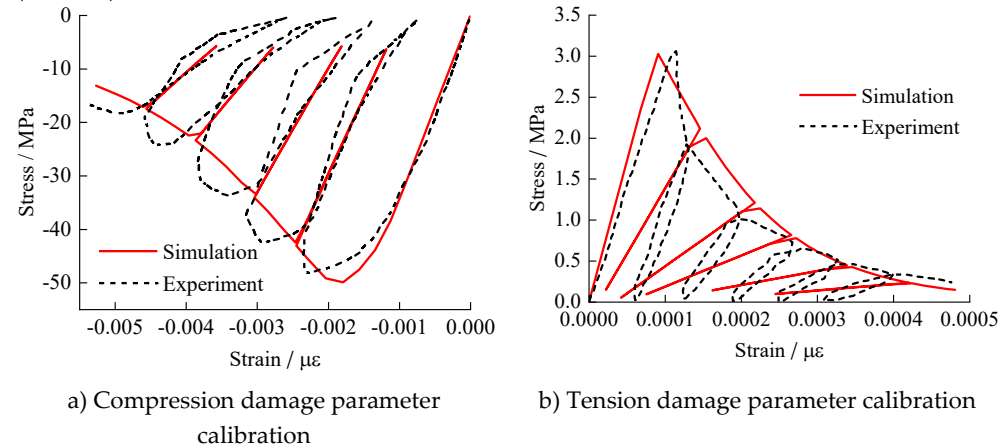 0
-10
-20
-30
-40
-50
Stress / MPa
Simulation
Experiment
-0.005 -0.004 -0.003 -0.002 -0.001 0.000
Strain / με
a) Compression damage parameter
calibration
3.5
3.0
2.5
2.0
1.5
1.0
0.5
0.0
Stress / MPa
Simulation
Experiment
0.0000 0.0001 0.0002 0.0003 0.0004 0.0005
Strain / με
b) Tension damage parameter calibration